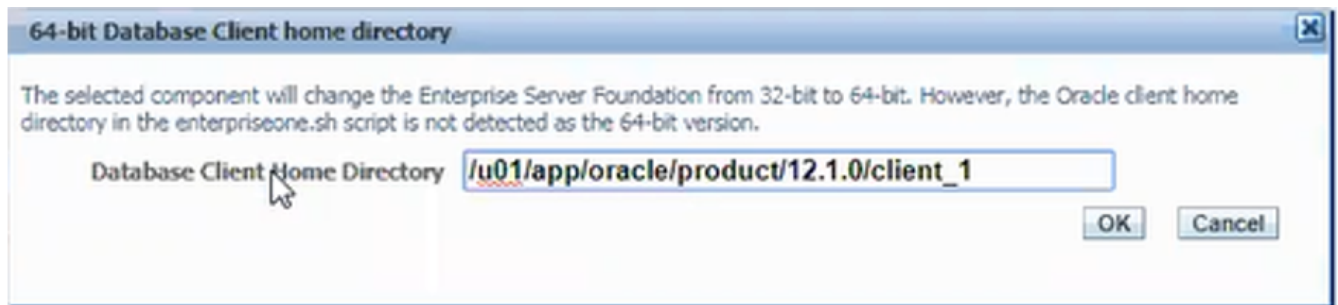 64-bit Database Client home directory
The selected component will change the Enterprise Server Foundation from 32-bit to 64-bit. However, the Oracle client home
directory in the enterpriseone.sh script is not detected as the 64-bit version.
Database Client Home Directory /u01/app/oracle/product/12.1.0/client_1
OK Cancel